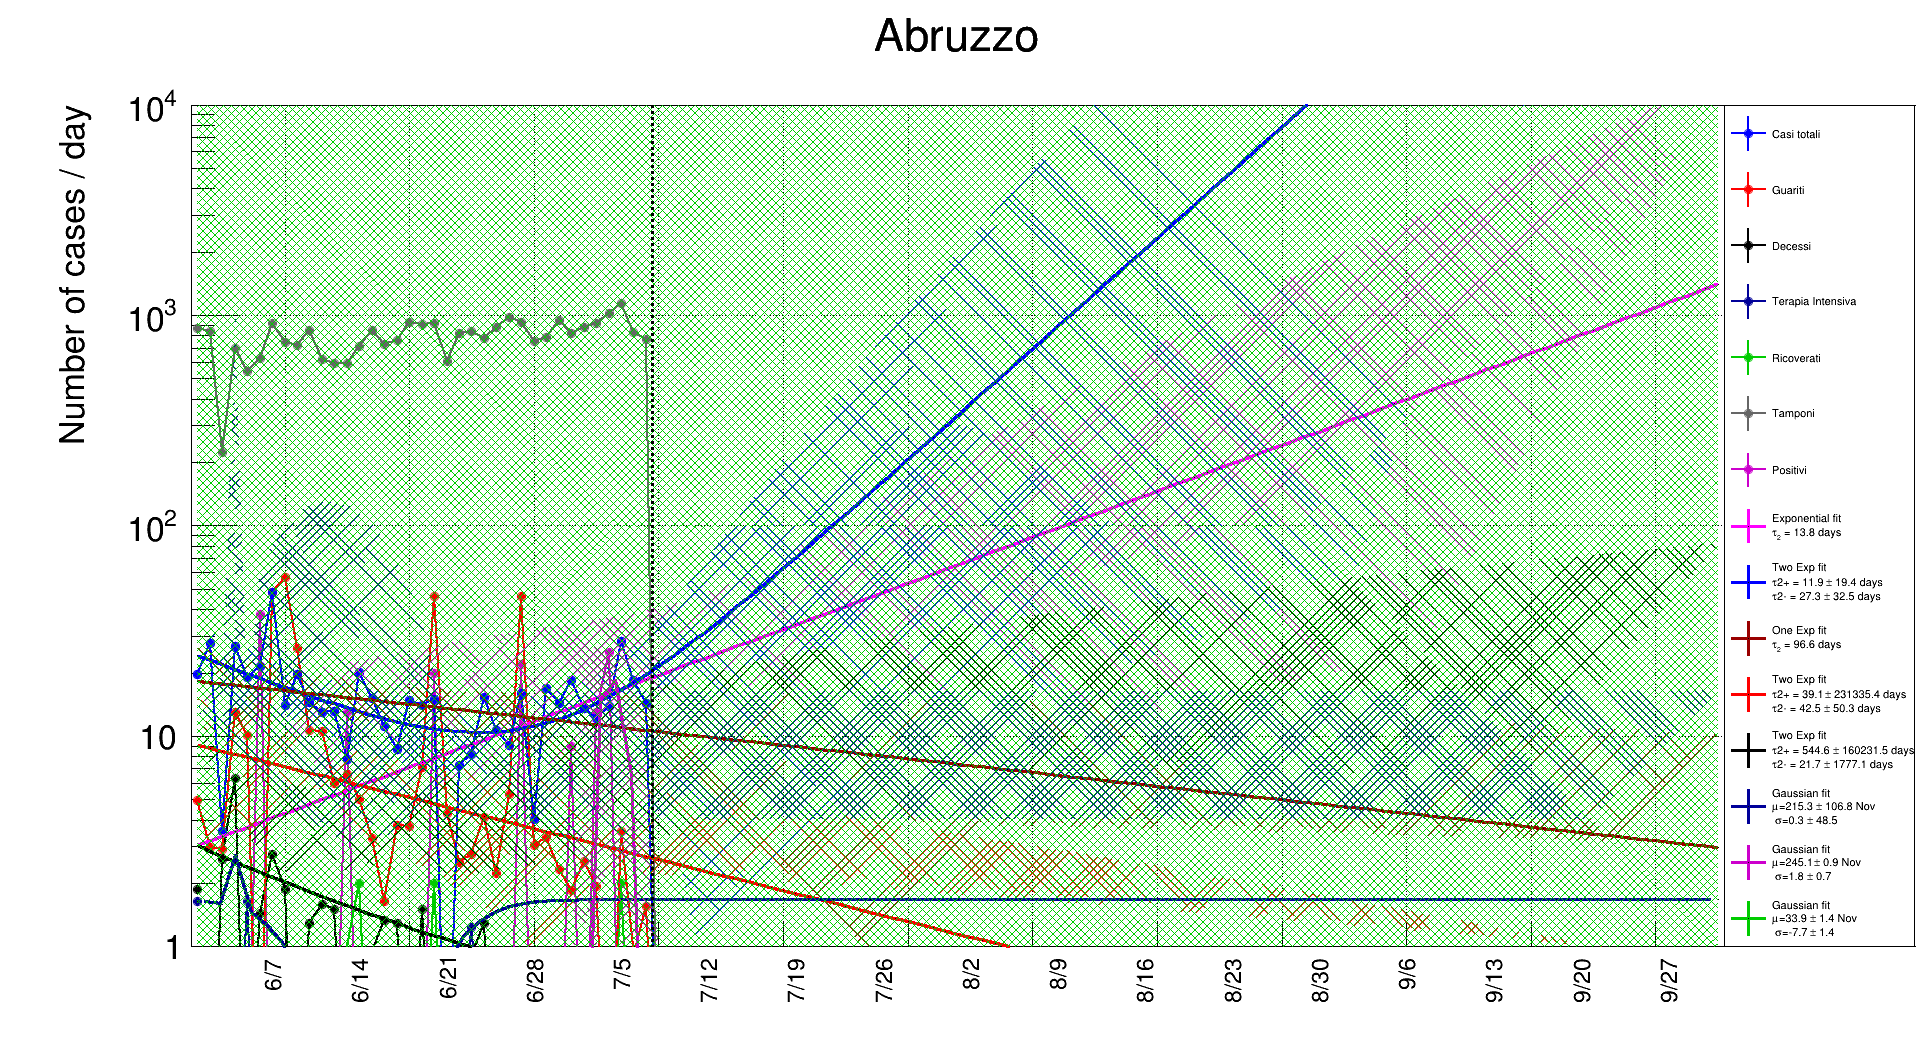 Abruzzo
Number of cases / day
10^4
10^3
10^2
10
1
6/7
6/14
6/21
6/28
7/5
7/12
7/19
7/26
8/2
8/9
8/16
8/23
8/30
9/6
9/13
9/20
9/27
Casi totali
Guariti
Decessi
Terapia Intensiva
Ricoverati
Tamponi
Positivi
Exponential fit
τ₂ = 13.8 days
Two Exp fit
τ2+ = 11.9 ± 19.4 days
τ2- = 27.3 ± 32.5 days
One Exp fit
τ₂ = 96.6 days
Two Exp fit
τ2+ = 39.1 ± 231335.4 days
τ2- = 42.5 ± 50.3 days
Two Exp fit
τ2+ = 544.6 ± 160231.5 days
τ2- = 21.7 ± 1777.1 days
Gaussian fit
μ=215.3 ± 106.8 Nov
σ=0.3 ± 48.5
Gaussian fit
μ=245.1 ± 0.9 Nov
σ=1.8 ± 0.7
Gaussian fit
μ=33.9 ± 1.4 Nov
σ=-7.7 ± 1.4